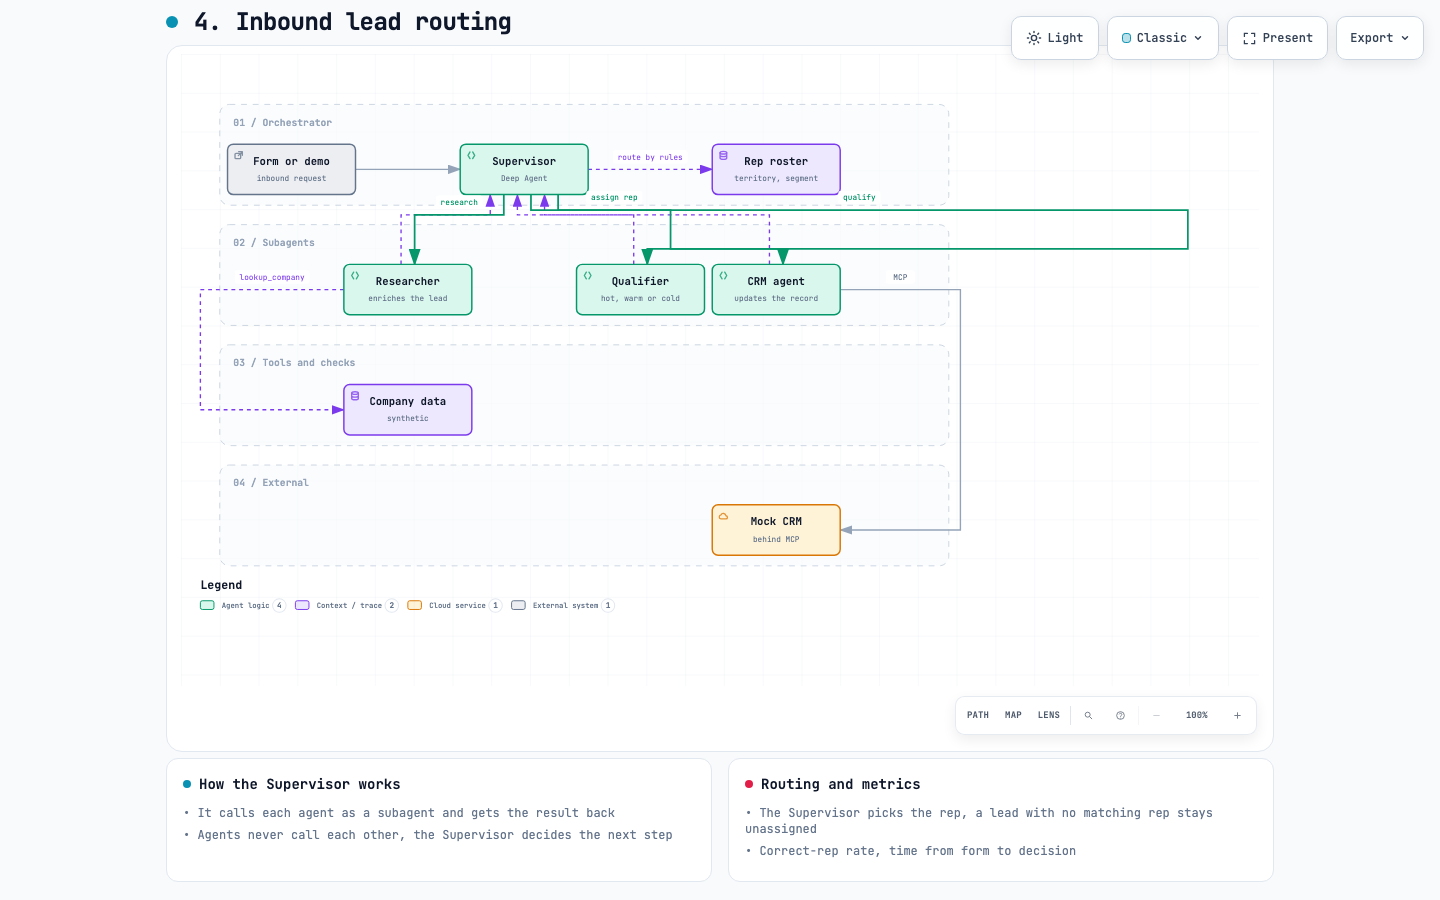 4. Inbound lead routing
Light
Classic
Present
Export
01 / Orchestrator
Form or demo
inbound request
Supervisor
Deep Agent
route by rules
Rep roster
territory, segment
research
assign rep
qualify
02 / Subagents
lookup_company
Researcher
enriches the lead
Qualifier
hot, warm or cold
CRM agent
updates the record
MCP
03 / Tools and checks
Company data
synthetic
04 / External
Mock CRM
behind MCP
Legend
Agent logic 4
Context / trace 2
Cloud service 1
External system 1
PATH MAP LENS − 100% +
How the Supervisor works
• It calls each agent as a subagent and gets the result back
• Agents never call each other, the Supervisor decides the next step
Routing and metrics
• The Supervisor picks the rep, a lead with no matching rep stays
unassigned
• Correct-rep rate, time from form to decision